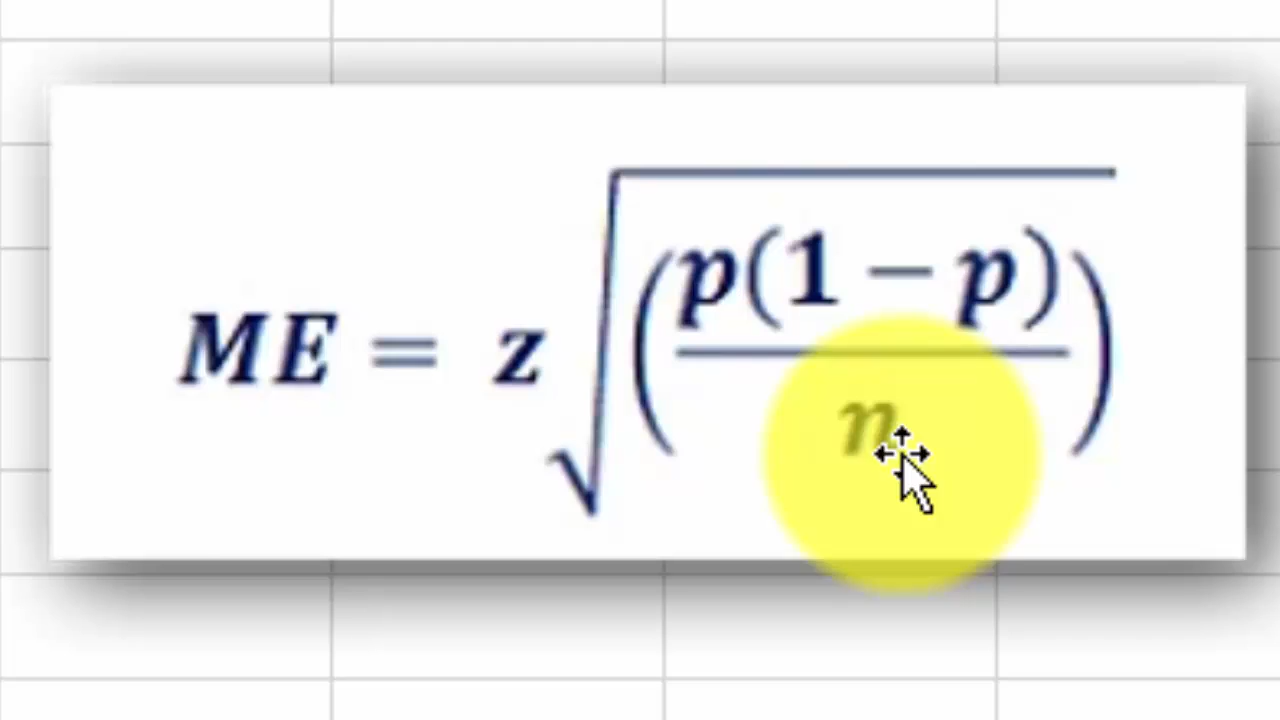 ME = z√(p(1 − p)/n)